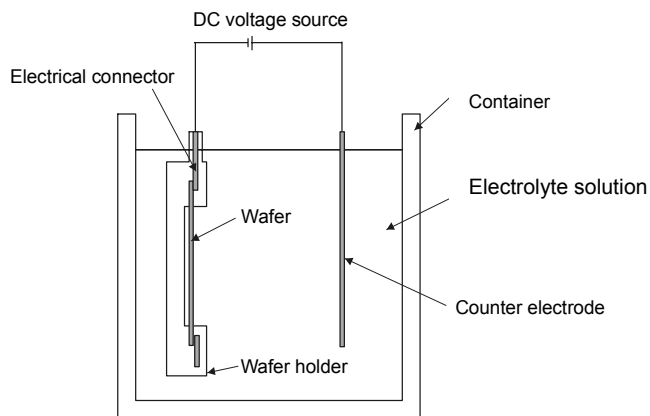 DC voltage source
Electrical connector
Container
Electrolyte solution
Wafer
Counter electrode
Wafer holder